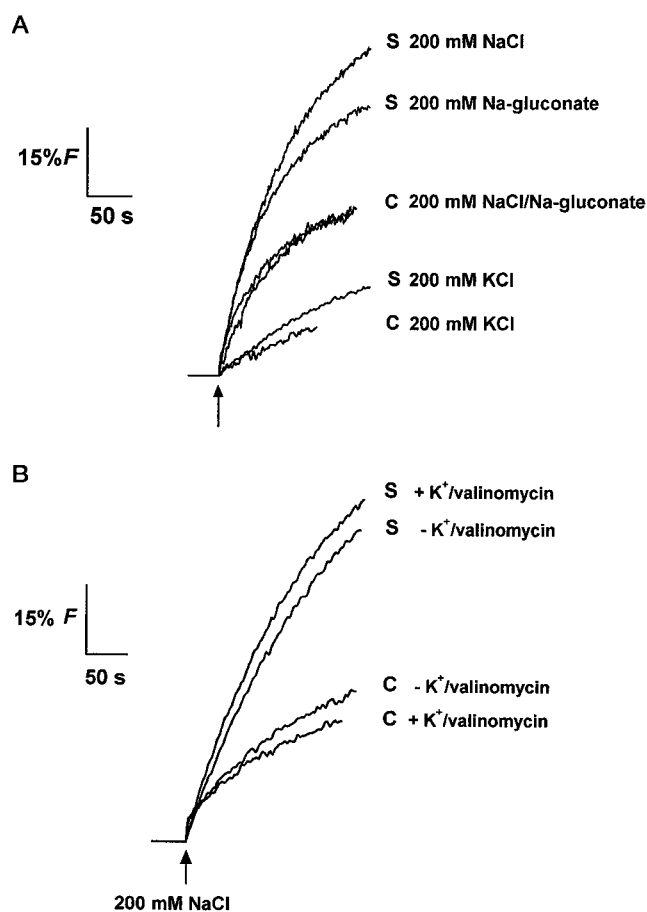 A
S 200 mM NaCl
S 200 mM Na-gluconate
15%F
50 s
C 200 mM NaCl/Na-gluconate
S 200 mM KCl
C 200 mM KCl
B
S + K⁺/valinomycin
S - K⁺/valinomycin
15% F
50 s
C - K⁺/valinomycin
C + K⁺/valinomycin
200 mM NaCl